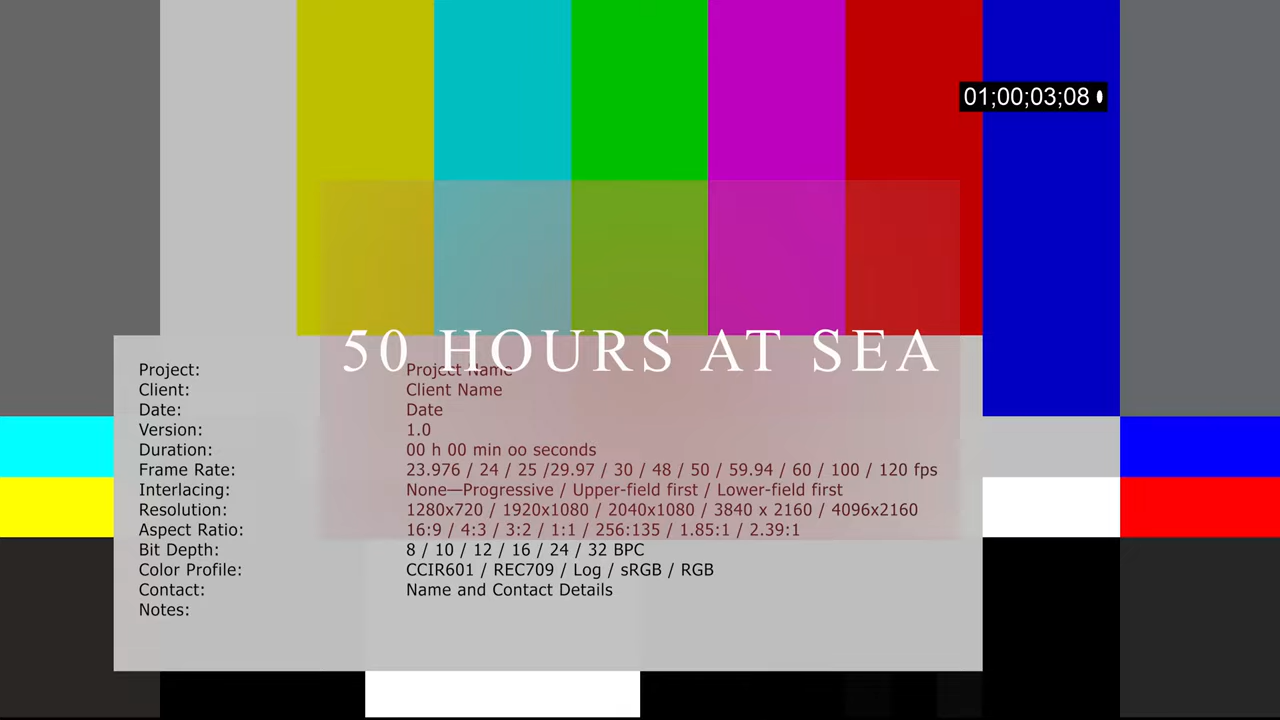 01;00;03;08
50 HOURS AT SEA
Project: Project Name
Client: Client Name
Date: Date
Version: 1.0
Duration: 00 h 00 min oo seconds
Frame Rate: 23.976 / 24 / 25 /29.97 / 30 / 48 / 50 / 59.94 / 60 / 100 / 120 fps
Interlacing: None—Progressive / Upper-field first / Lower-field first
Resolution: 1280x720 / 1920x1080 / 2040x1080 / 3840 x 2160 / 4096x2160
Aspect Ratio: 16:9 / 4:3 / 3:2 / 1:1 / 256:135 / 1.85:1 / 2.39:1
Bit Depth: 8 / 10 / 12 / 16 / 24 / 32 BPC
Color Profile: CCIR601 / REC709 / Log / sRGB / RGB
Contact: Name and Contact Details
Notes: